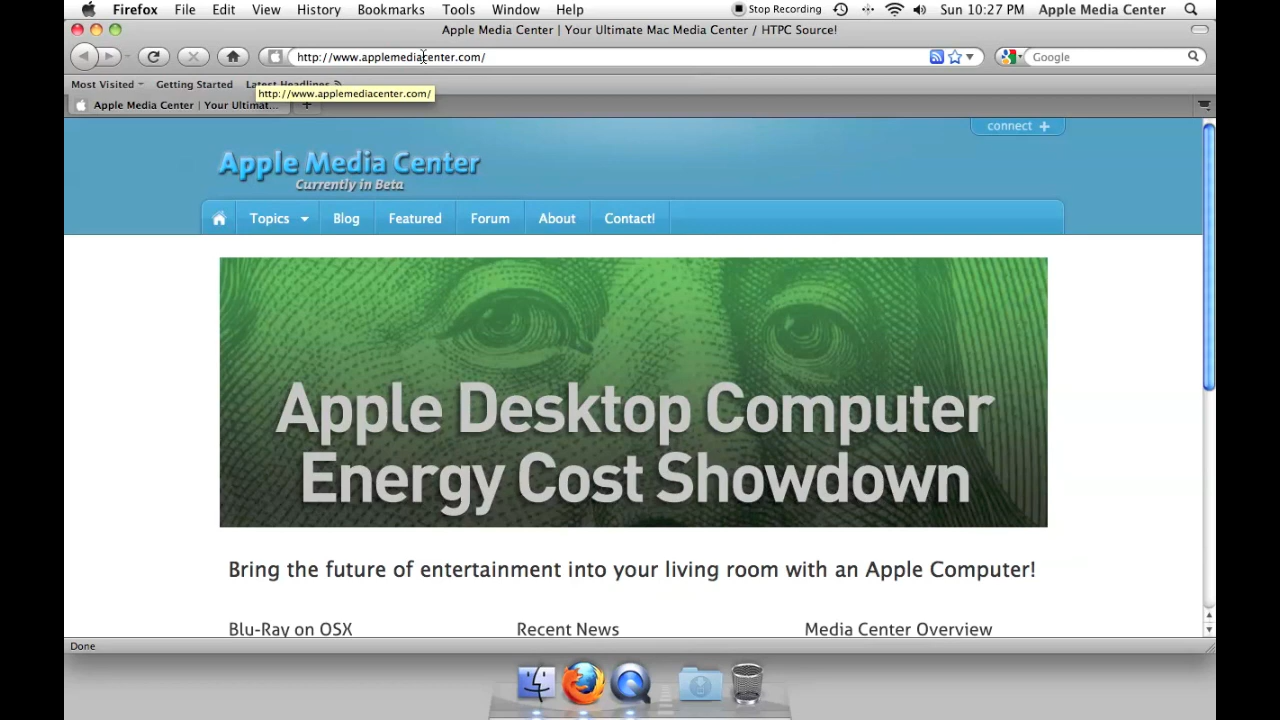 Firefox File Edit View History Bookmarks Tools Window Help Stop Recording Sun 10:27 PM Apple Media Center
Apple Media Center | Your Ultimate Mac Media Center / HTPC Source!
http://www.applemediacenter.com/ Google
Most Visited Getting Started Latest Headlines
http://www.applemediacenter.com/
Apple Media Center | Your Ultimat...
connect +
Apple Media Center
Currently in Beta
Topics Blog Featured Forum About Contact!
Apple Desktop Computer
Energy Cost Showdown
Bring the future of entertainment into your living room with an Apple Computer!
Blu-Ray on OSX Recent News Media Center Overview
Done